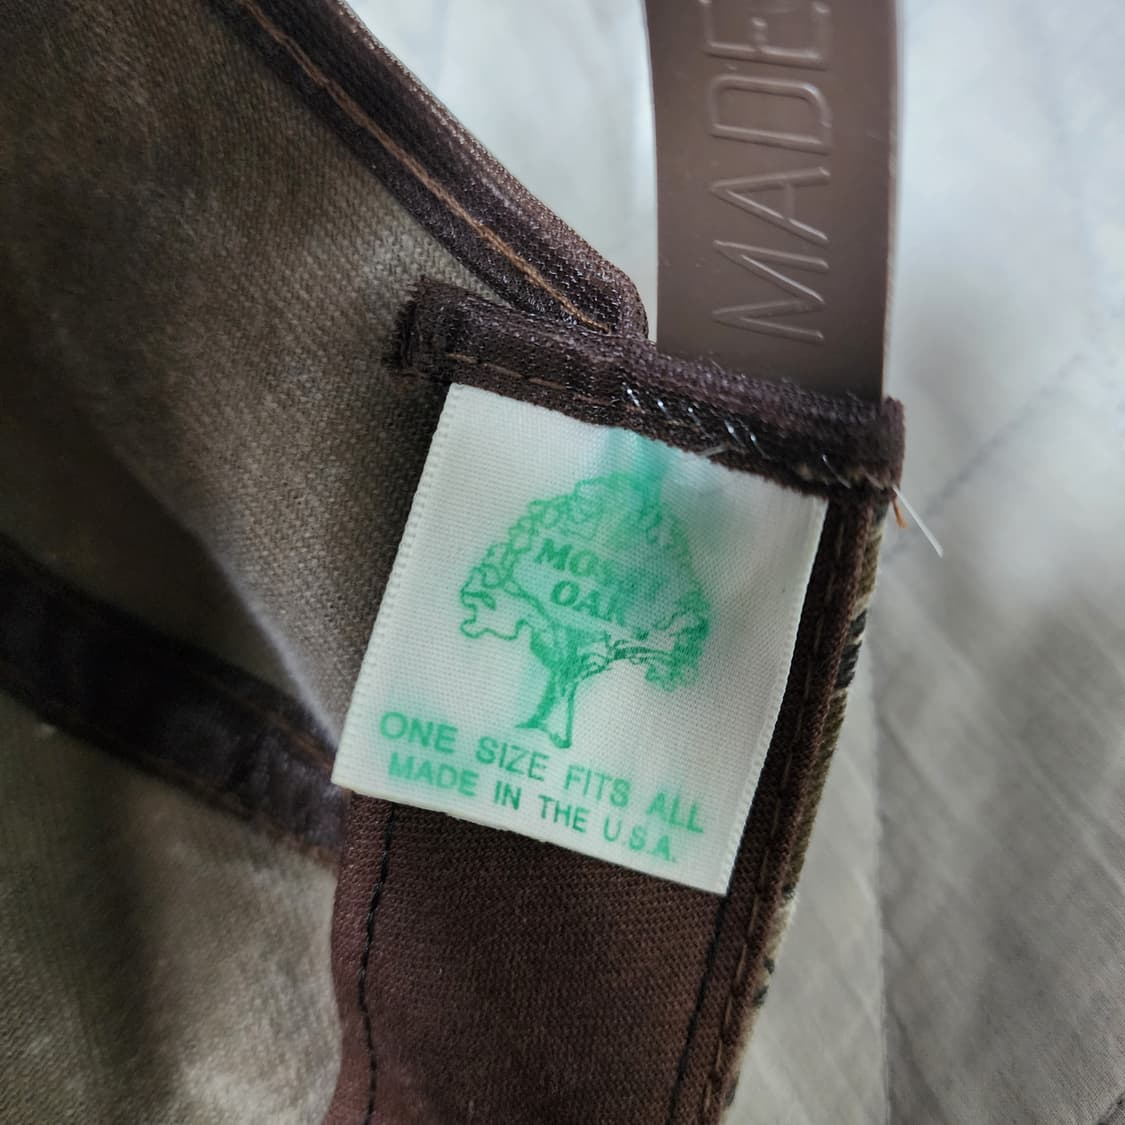 MADE
MOSSY
OAK
ONE SIZE FITS ALL
MADE IN THE U.S.A.